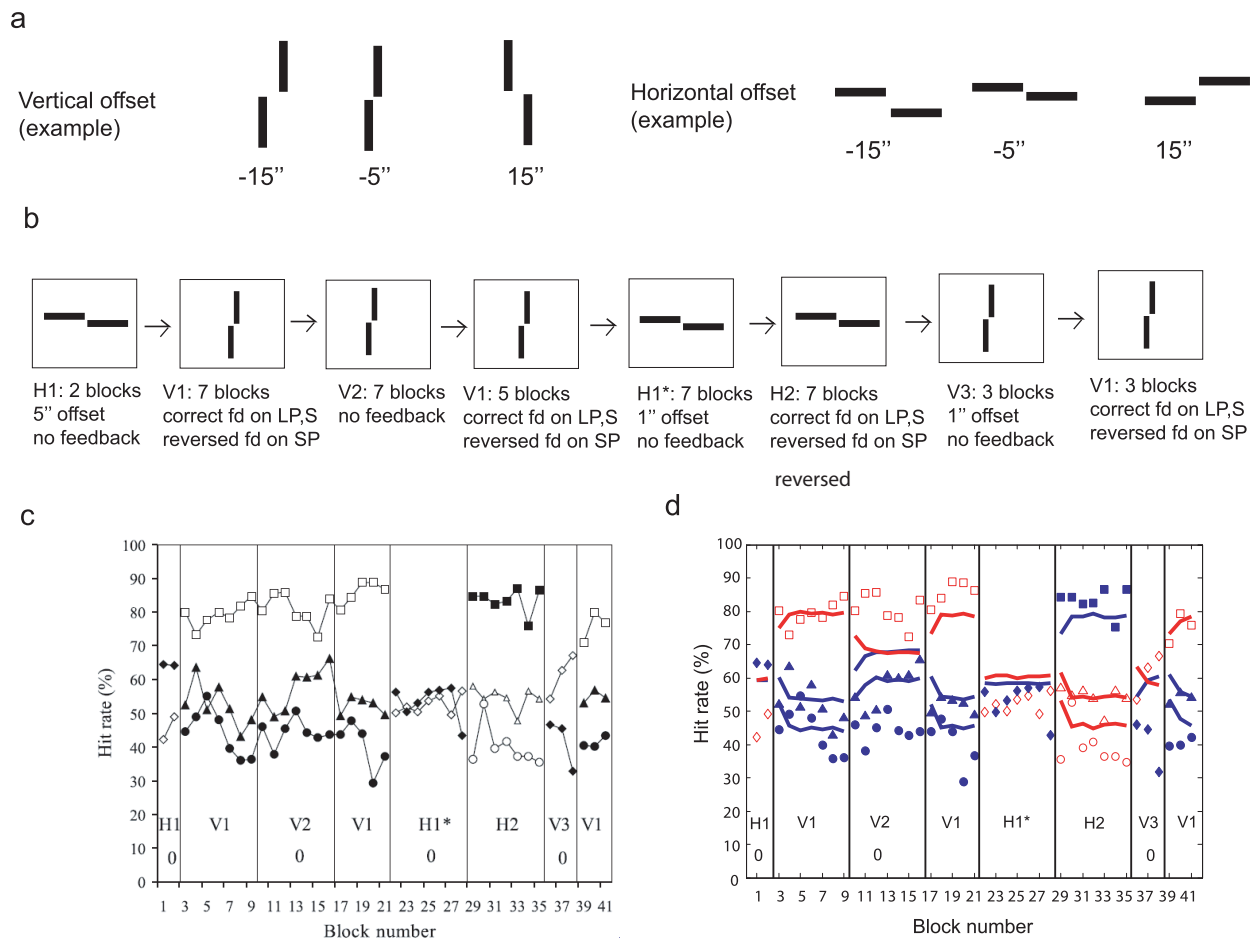 a
Vertical offset
(example)
-15’’ -5’’ 15’’
Horizontal offset
(example)
-15’’ -5’’ 15’’
b
H1: 2 blocks
5’’ offset
no feedback
V1: 7 blocks
correct fd on LP,S
reversed fd on SP
V2: 7 blocks
no feedback
V1: 5 blocks
correct fd on LP,S
reversed fd on SP
H1*: 7 blocks
1’’ offset
no feedback
H2: 7 blocks
correct fd on LP,S
reversed fd on SP
reversed
V3: 3 blocks
1’’ offset
no feedback
V1: 3 blocks
correct fd on LP,S
reversed fd on SP
c
Hit rate (%)
100
90
80
70
60
50
40
30
20
10
0
H1 V1 V2 V1 H1* H2 V3 V1
0 0 0 0
1 3 5 7 9 11 13 15 17 19 21 23 25 27 29 31 33 35 37 39 41
Block number
d
Hit rate (%)
100
90
80
70
60
50
40
30
20
10
0
H1 V1 V2 V1 H1* H2 V3 V1
0 0 0
1 3 5 7 9 11 13 15 17 19 21 23 25 27 29 31 33 35 37 39 41
Block number